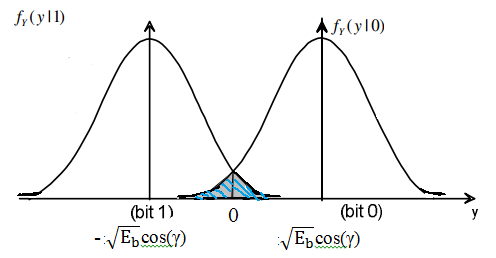 f_Y(y|1)
f_Y(y|0)
(bit 1)
0
(bit 0)
y
-√E_b cos(γ)
√E_b cos(γ)